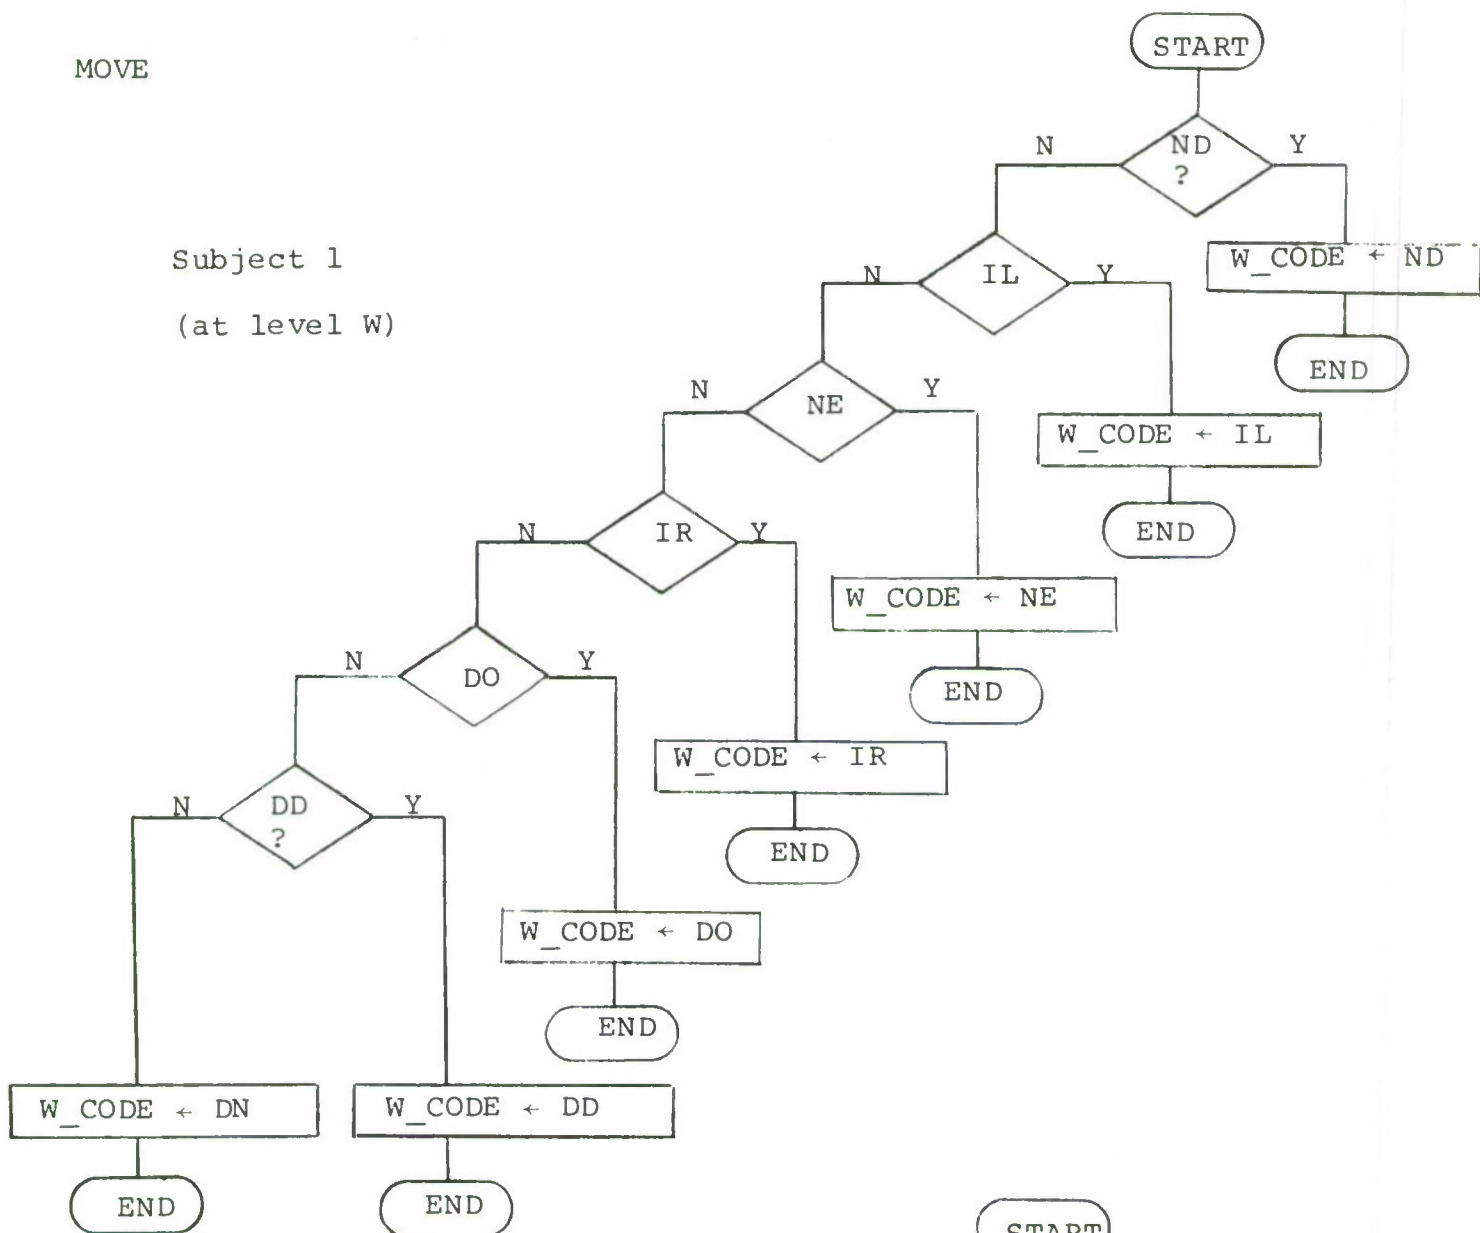 START
MOVE
N
ND
?
Y
Subject 1
W_CODE ← ND
N
IL
Y
(at level W)
END
N
NE
Y
W_CODE ← IL
END
N
IR
Y
W_CODE ← NE
N
DO
Y
END
W_CODE ← IR
N
DD
?
Y
END
W_CODE ← DO
END
W_CODE ← DN
W_CODE ← DD
END
END
START